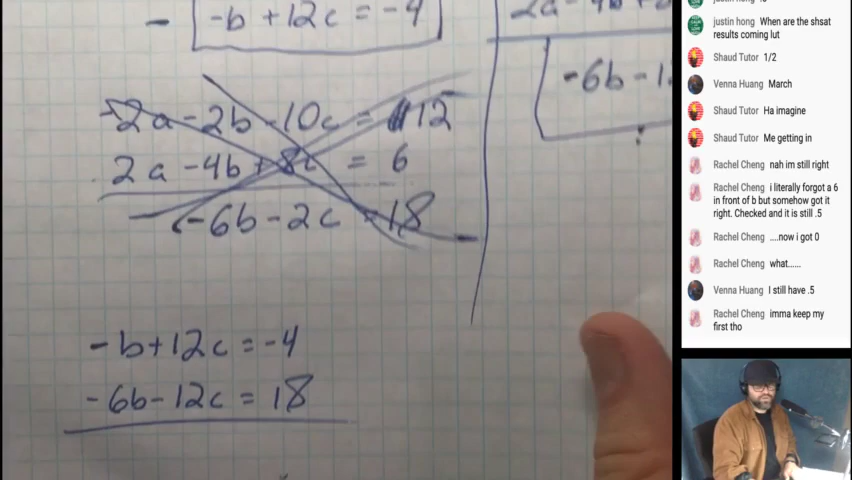 - -b + 12c = -4
-2a - 2b - 10c = 12
2a - 4b + 8c = 6
-6b - 2c = 18
-6b - 1
-b + 12c = -4
-6b - 12c = 18
justin hong When are the shsat
results coming lut
Shaud Tutor 1/2
Venna Huang March
Shaud Tutor Ha imagine
Shaud Tutor Me getting in
Rachel Cheng nah im still right
Rachel Cheng i literally forgot a 6
in front of b but somehow got it
right. Checked and it is still .5
Rachel Cheng ....now i got 0
Rachel Cheng what......
Venna Huang I still have .5
Rachel Cheng imma keep my
first tho